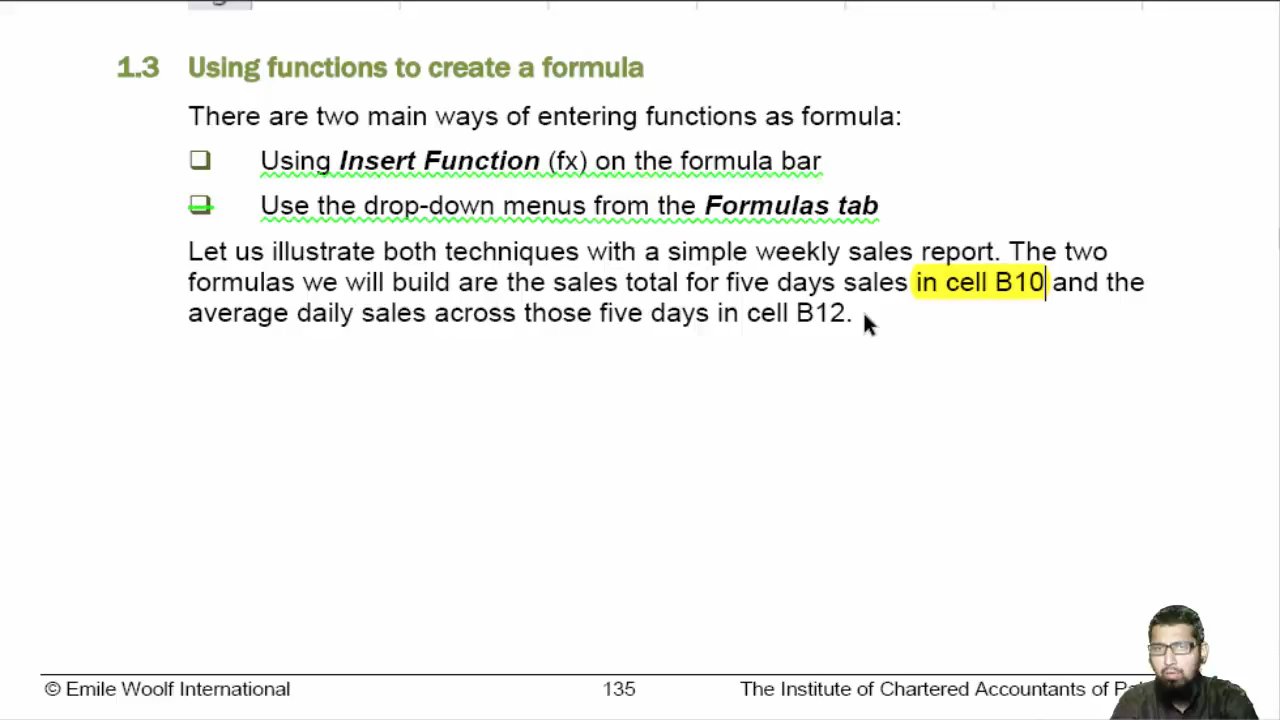 1.3 Using functions to create a formula
There are two main ways of entering functions as formula:
Using Insert Function (fx) on the formula bar
Use the drop-down menus from the Formulas tab
Let us illustrate both techniques with a simple weekly sales report. The two
formulas we will build are the sales total for five days sales in cell B10 and the
average daily sales across those five days in cell B12.
© Emile Woolf International 135 The Institute of Chartered Accountants of